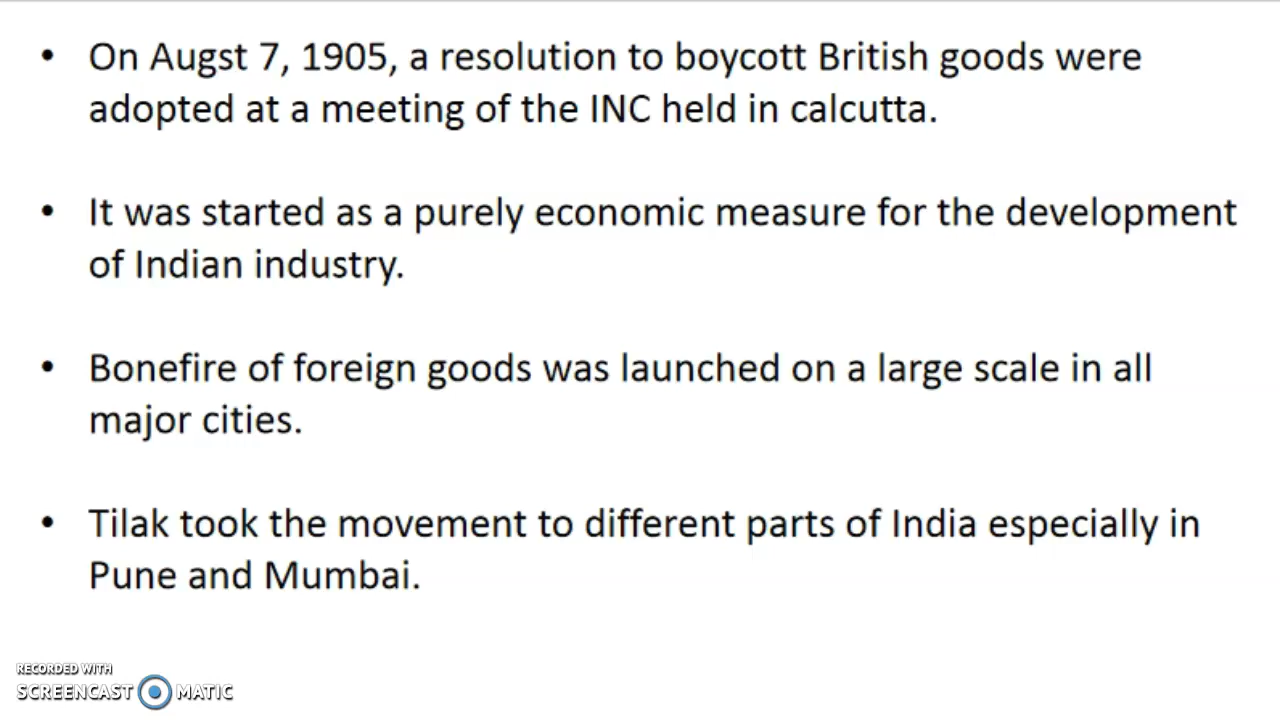 • On Augst 7, 1905, a resolution to boycott British goods were
adopted at a meeting of the INC held in calcutta.
• It was started as a purely economic measure for the development
of Indian industry.
• Bonefire of foreign goods was launched on a large scale in all
major cities.
• Tilak took the movement to different parts of India especially in
Pune and Mumbai.
RECORDED WITH
SCREENCAST MATIC